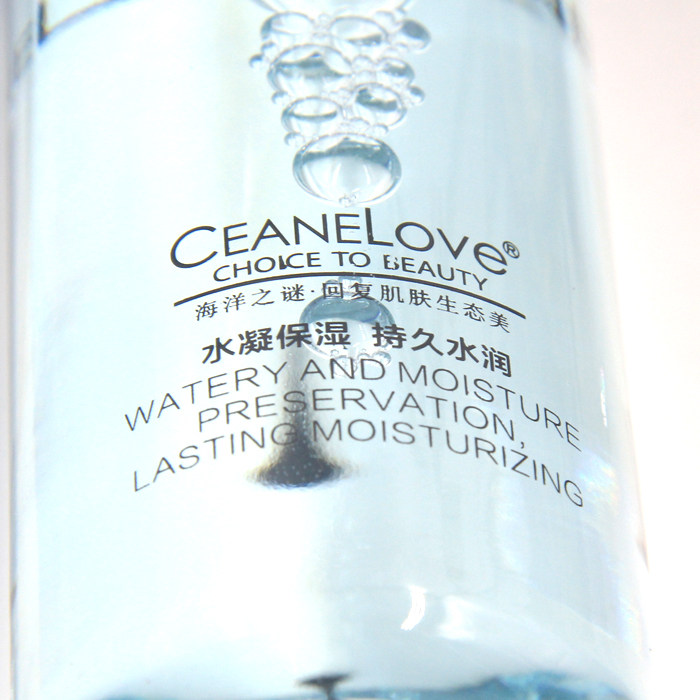 CEANELOVE®
CHOICE TO BEAUTY
海洋之谜·回复肌肤生态美
水凝保湿 持久水润
WATERY AND MOISTURE
PRESERVATION,
LASTING MOISTURIZING